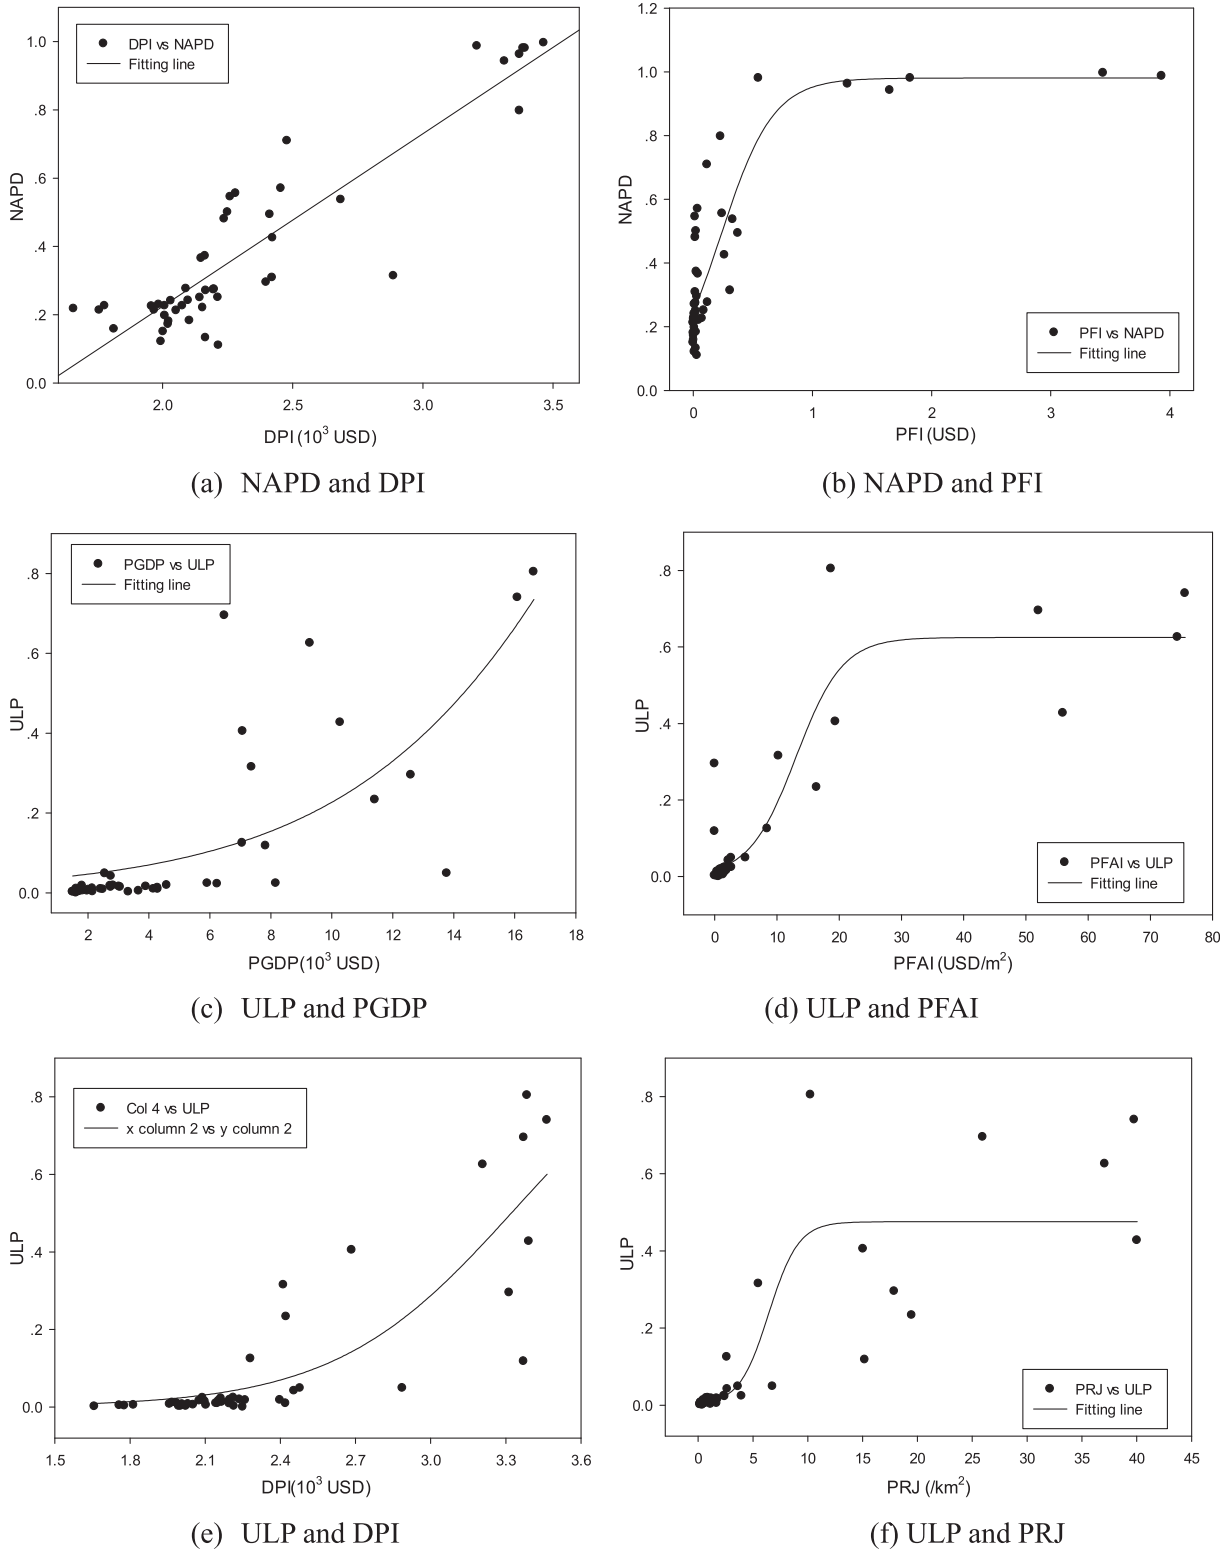 DPI vs NAPD
Fitting line
1.0
.8
.6
.4
.2
0.0
NAPD
2.0 2.5 3.0 3.5
DPI (10³ USD)
(a) NAPD and DPI
1.2
1.0
.8
.6
.4
.2
0.0
NAPD
PFI vs NAPD
Fitting line
0 1 2 3 4
PFI (USD)
(b) NAPD and PFI
PGDP vs ULP
Fitting line
.8
.6
.4
.2
0.0
ULP
2 4 6 8 10 12 14 16 18
PGDP(10³ USD)
(c) ULP and PGDP
.8
.6
.4
.2
0.0
ULP
PFAI vs ULP
Fitting line
0 10 20 30 40 50 60 70 80
PFAI (USD/m²)
(d) ULP and PFAI
Col 4 vs ULP
x column 2 vs y column 2
.8
.6
.4
.2
0.0
ULP
1.5 1.8 2.1 2.4 2.7 3.0 3.3 3.6
DPI(10³ USD)
(e) ULP and DPI
.8
.6
.4
.2
0.0
ULP
PRJ vs ULP
Fitting line
0 5 10 15 20 25 30 35 40 45
PRJ (/km²)
(f) ULP and PRJ